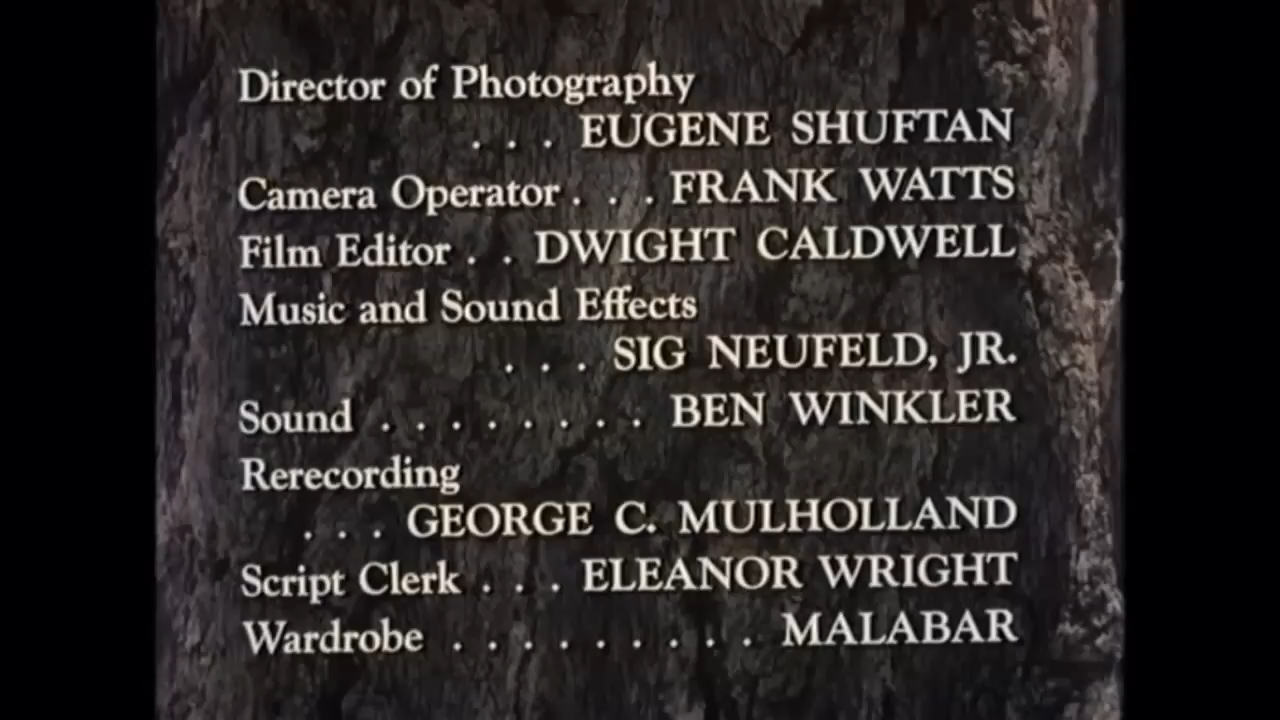 Director of Photography
. . . EUGENE SHUFTAN
Camera Operator . . . FRANK WATTS
Film Editor . . DWIGHT CALDWELL
Music and Sound Effects
. . . SIG NEUFELD, JR.
Sound . . . . . . . . BEN WINKLER
Rerecording
. . . GEORGE C. MULHOLLAND
Script Clerk . . . ELEANOR WRIGHT
Wardrobe . . . . . . . . . MALABAR